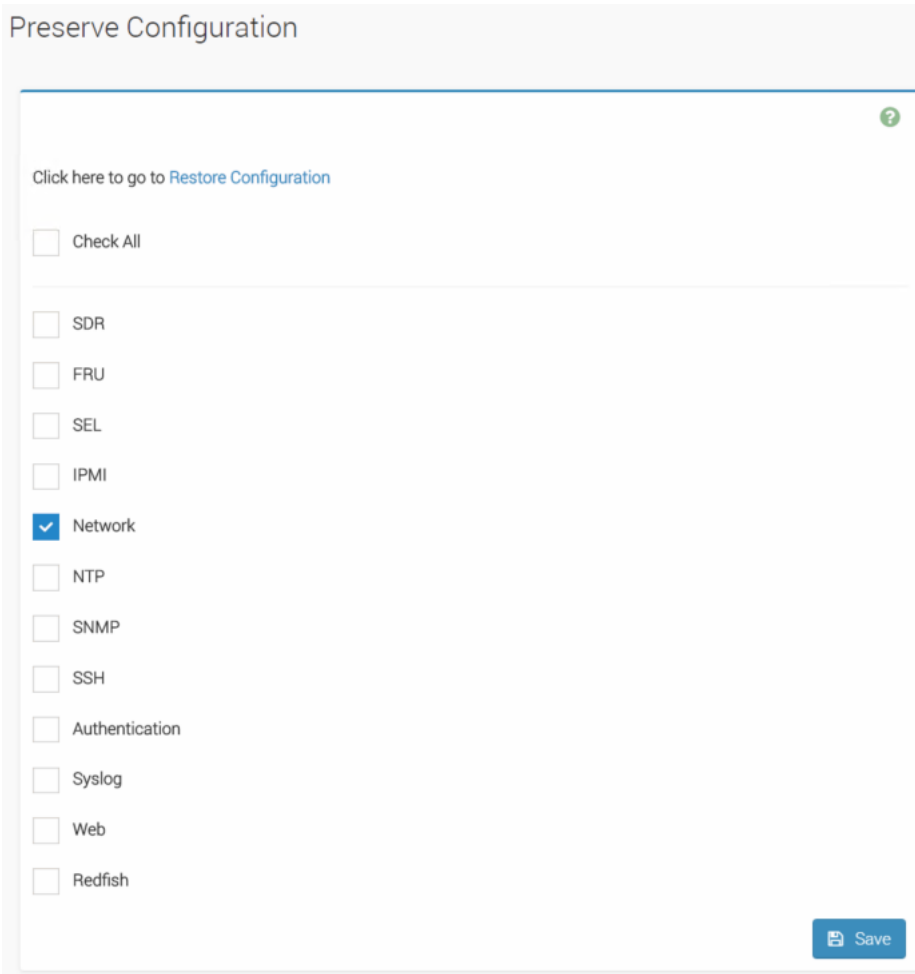 Preserve Configuration
?
Click here to go to Restore Configuration
Check All
SDR
FRU
SEL
IPMI
Network
NTP
SNMP
SSH
Authentication
Syslog
Web
Redfish
Save